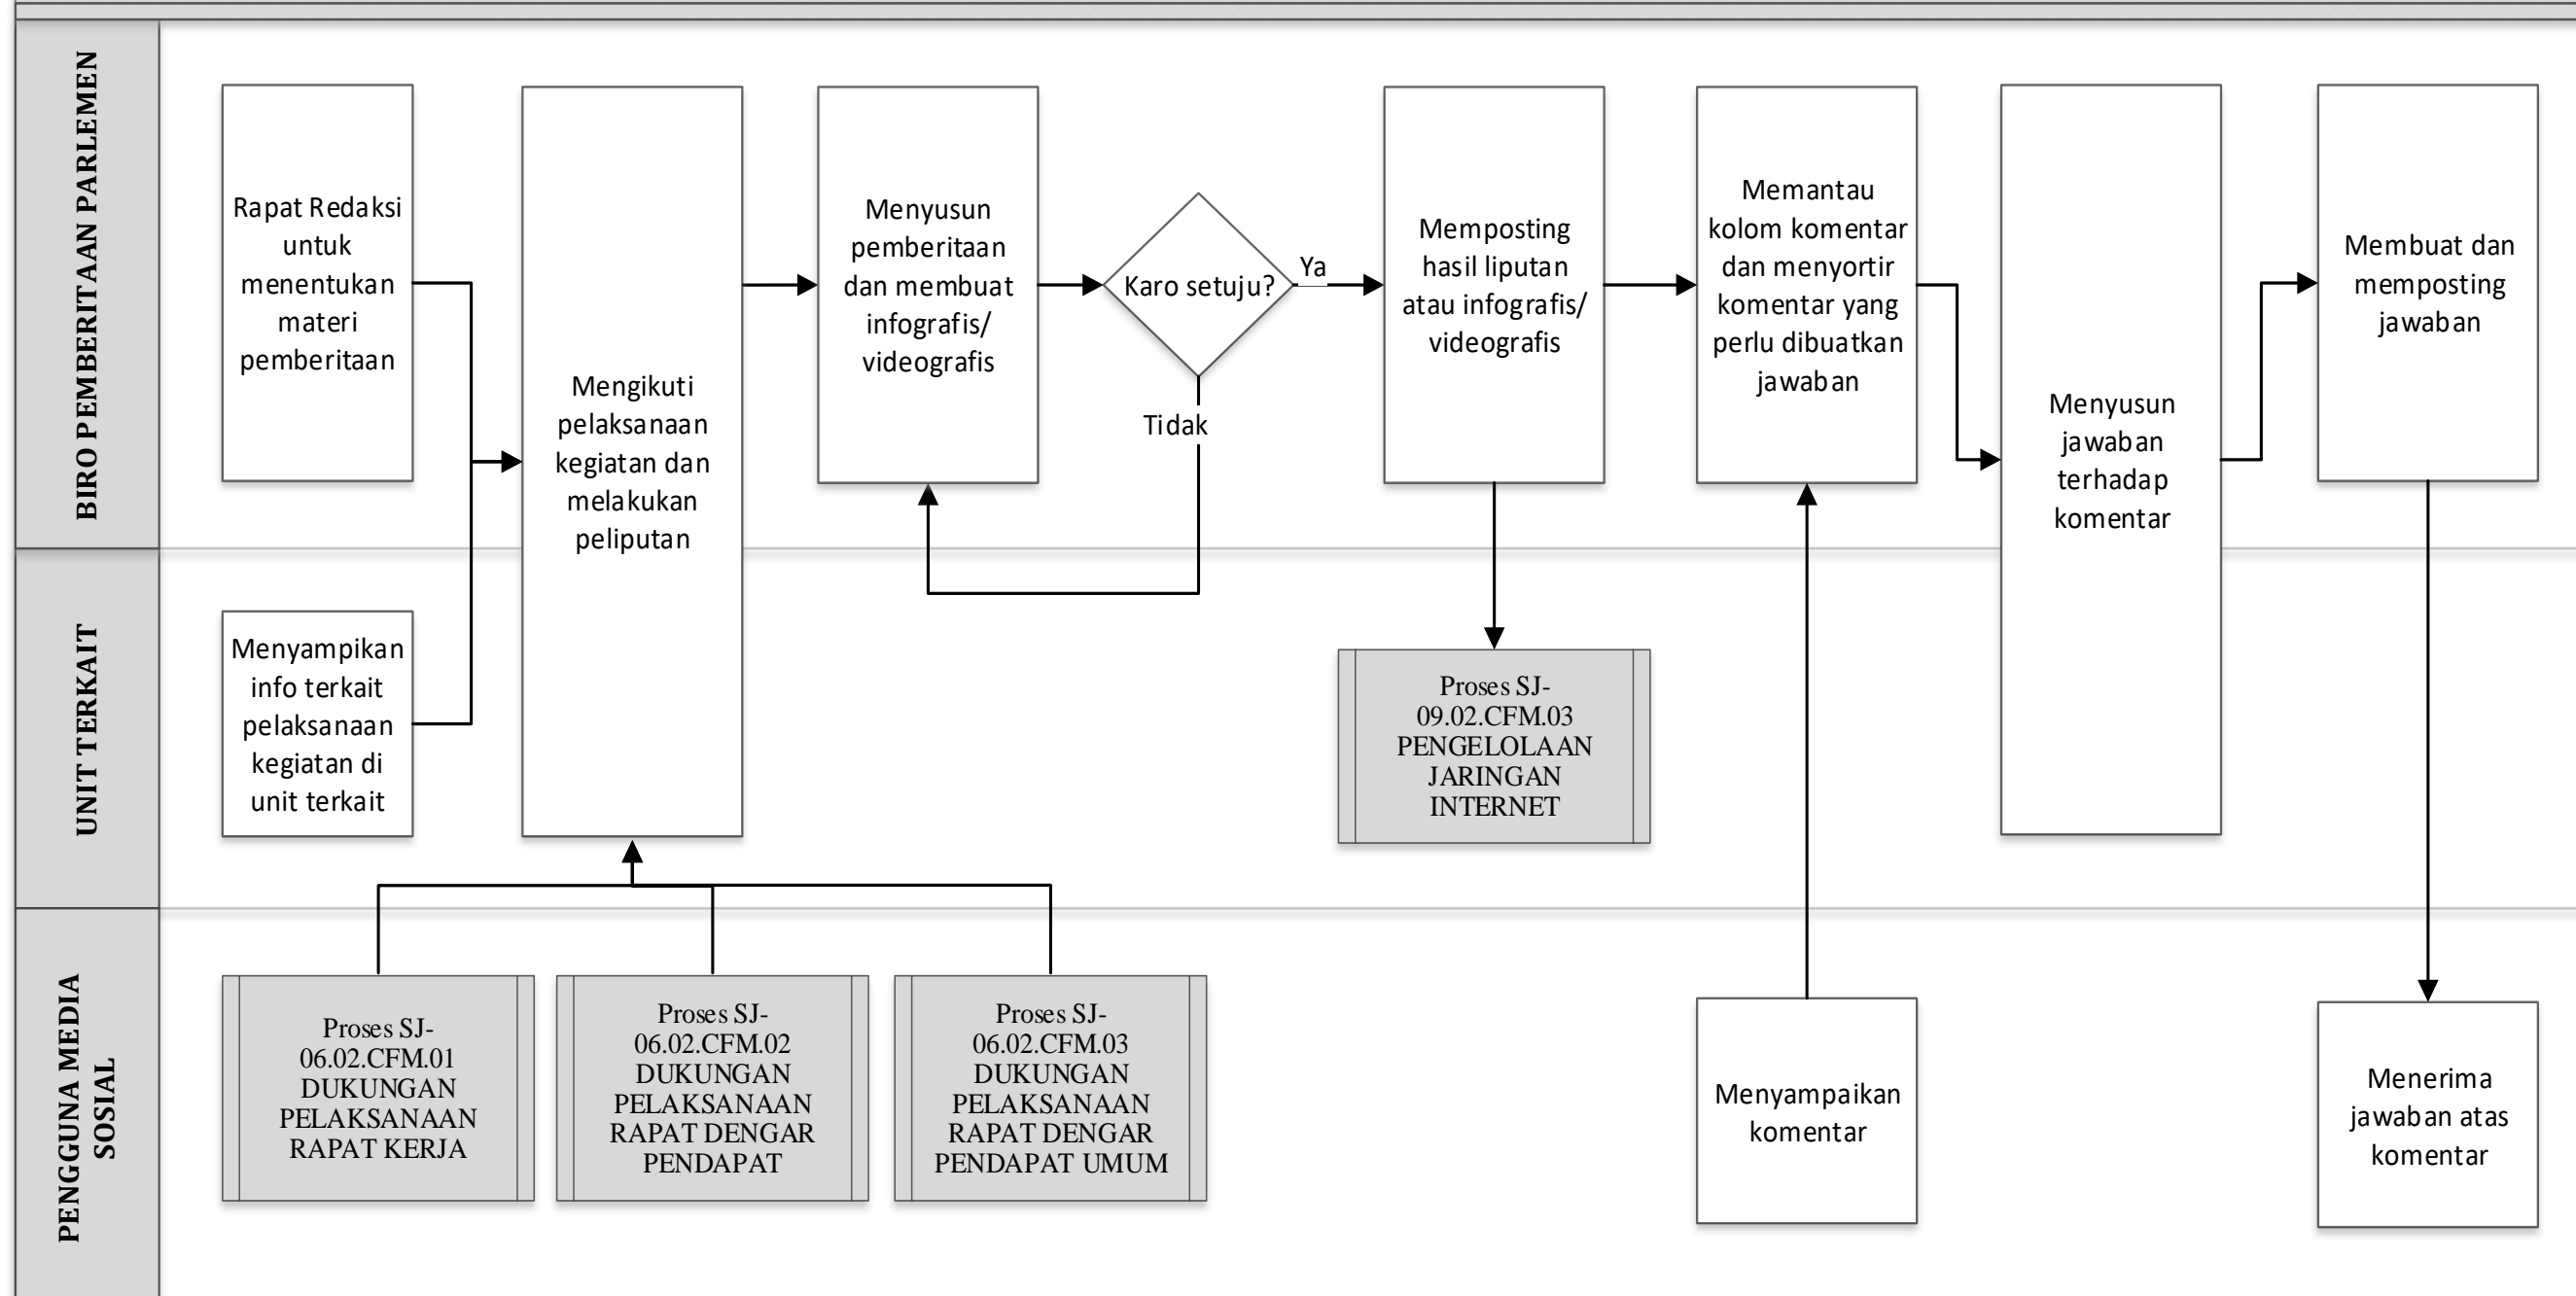 BIRO PEMBERITAAN PARLEMEN
Rapat Redaksi
untuk
menentukan
materi
pemberitaan
Mengikuti
pelaksanaan
kegiatan dan
melakukan
peliputan
Menyusun
pemberitaan
dan membuat
infografis/
videografis
Karo setuju?
Ya
Tidak
Memposting
hasil liputan
atau infografis/
videografis
Memantau
kolom komentar
dan menyortir
komentar yang
perlu dibuatkan
jawaban
Menyusun
jawaban
terhadap
komentar
Membuat dan
memposting
jawaban
UNIT TERKAIT
Menyampikan
info terkait
pelaksanaan
kegiatan di
unit terkait
Proses SJ-
09.02.CFM.03
PENGELOLAAN
JARINGAN
INTERNET
PENGGUNA MEDIA
SOSIAL
Proses SJ-
06.02.CFM.01
DUKUNGAN
PELAKSANAAN
RAPAT KERJA
Proses SJ-
06.02.CFM.02
DUKUNGAN
PELAKSANAAN
RAPAT DENGAR
PENDAPAT
Proses SJ-
06.02.CFM.03
DUKUNGAN
PELAKSANAAN
RAPAT DENGAR
PENDAPAT UMUM
Menyampaikan
komentar
Menerima
jawaban atas
komentar